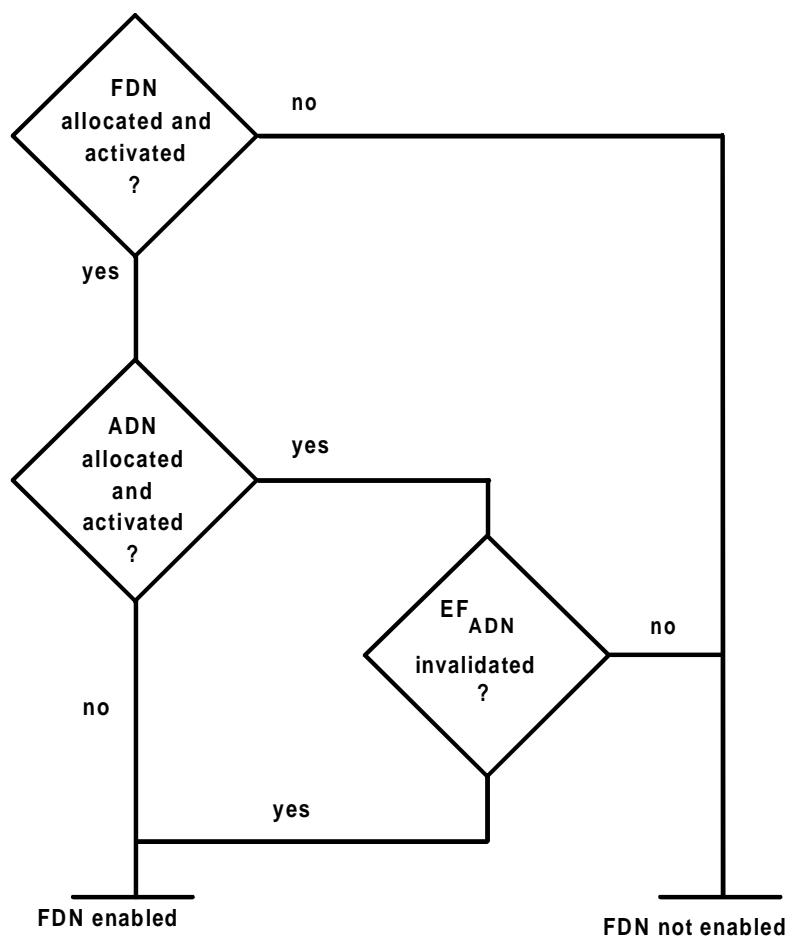 FDN
allocated and
activated
?
no
yes
ADN
allocated
and
activated
?
yes
EF ADN
invalidated
?
no
no
yes
FDN enabled
FDN not enabled